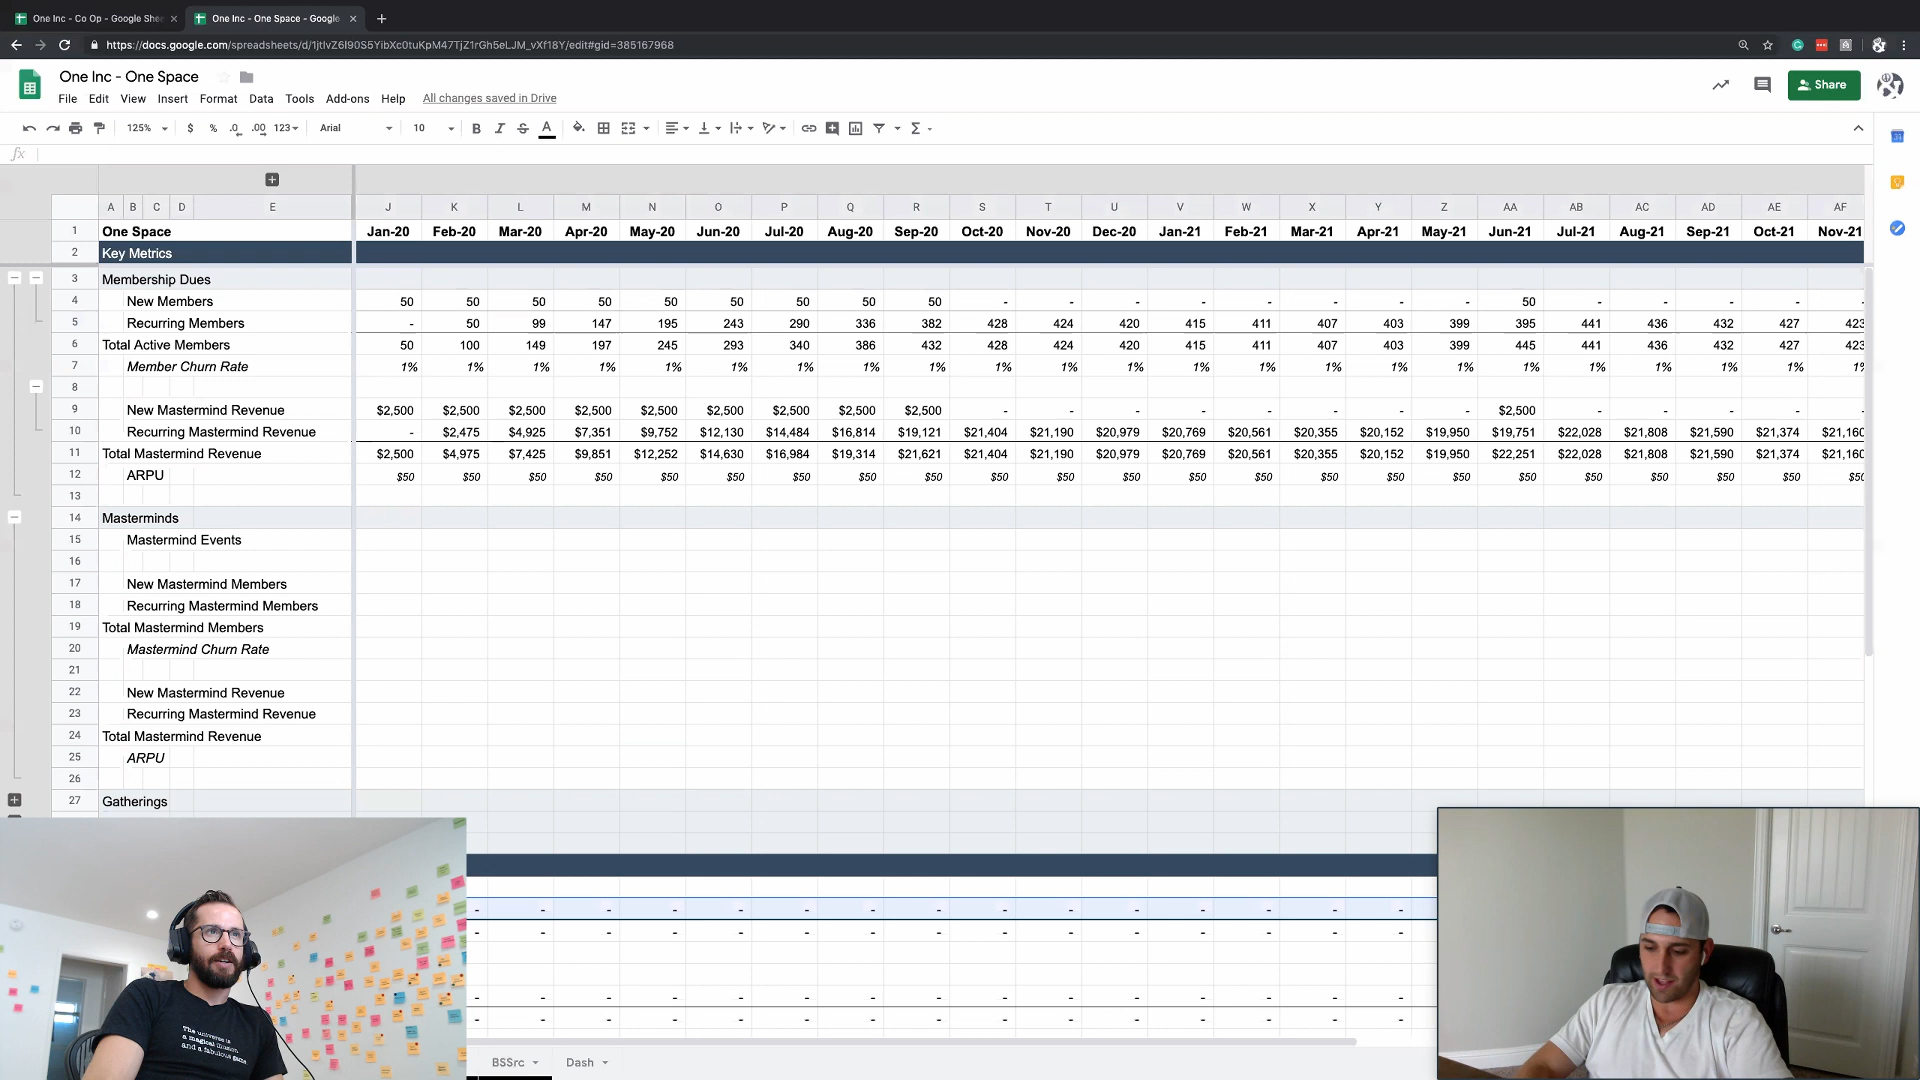 One Inc - Co Op - Google She
One Inc - One Space - Google
https://docs.google.com/spreadsheets/d/1jtIvZ6I90S5YibXc0tuKpM47TjZ1rGh5eLJM_vXf18Y/edit#gid=385167968
One Inc - One Space
File Edit View Insert Format Data Tools Add-ons Help All changes saved in Drive
Share
125% $ % .0 .00 123 Arial 10 B I S A Σ
fx
A B C D E J K L M N O P Q R S T U V W X Y Z AA AB AC AD AE AF
1 One Space Jan-20 Feb-20 Mar-20 Apr-20 May-20 Jun-20 Jul-20 Aug-20 Sep-20 Oct-20 Nov-20 Dec-20 Jan-21 Feb-21 Mar-21 Apr-21 May-21 Jun-21 Jul-21 Aug-21 Sep-21 Oct-21 Nov-21
2 Key Metrics
3 Membership Dues
4 New Members 50 50 50 50 50 50 50 50 50 - - - - - - - - 50 - - - - -
5 Recurring Members - 50 99 147 195 243 290 336 382 428 424 420 415 411 407 403 399 395 441 436 432 427 423
6 Total Active Members 50 100 149 197 245 293 340 386 432 428 424 420 415 411 407 403 399 445 441 436 432 427 423
7 Member Churn Rate 1% 1% 1% 1% 1% 1% 1% 1% 1% 1% 1% 1% 1% 1% 1% 1% 1% 1% 1% 1% 1% 1% 1%
8
9 New Mastermind Revenue $2,500 $2,500 $2,500 $2,500 $2,500 $2,500 $2,500 $2,500 $2,500 - - - - - - - - $2,500 - - - - -
10 Recurring Mastermind Revenue - $2,475 $4,925 $7,351 $9,752 $12,130 $14,484 $16,814 $19,121 $21,404 $21,190 $20,979 $20,769 $20,561 $20,355 $20,152 $19,950 $19,751 $22,028 $21,808 $21,590 $21,374 $21,160
11 Total Mastermind Revenue $2,500 $4,975 $7,425 $9,851 $12,252 $14,630 $16,984 $19,314 $21,621 $21,404 $21,190 $20,979 $20,769 $20,561 $20,355 $20,152 $19,950 $22,251 $22,028 $21,808 $21,590 $21,374 $21,160
12 ARPU $50 $50 $50 $50 $50 $50 $50 $50 $50 $50 $50 $50 $50 $50 $50 $50 $50 $50 $50 $50 $50 $50 $50
13
14 Masterminds
15 Mastermind Events
16
17 New Mastermind Members
18 Recurring Mastermind Members
19 Total Mastermind Members
20 Mastermind Churn Rate
21
22 New Mastermind Revenue
23 Recurring Mastermind Revenue
24 Total Mastermind Revenue
25 ARPU
26
27 Gatherings
- - - - - - - - - - - - - - -
- - - - - - - - - - - - - - -
- - - - - - - - - - - - - - -
- - - - - - - - - - - - - - -
The universe is
a magical illusion
and a fabulous game.
BSSrc Dash